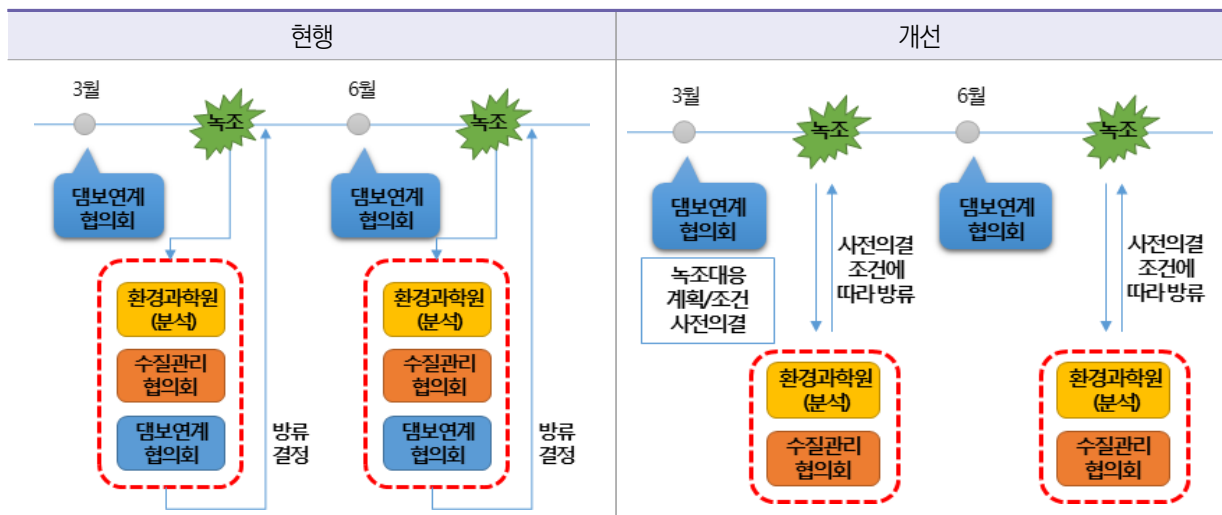 현행
3월
녹조
6월
녹조
댐보연계
협의회
댐보연계
협의회
환경과학원
(분석)
수질관리
협의회
댐보연계
협의회
방류
결정
환경과학원
(분석)
수질관리
협의회
댐보연계
협의회
방류
결정
개선
3월
녹조
6월
녹조
댐보연계
협의회
녹조대응
계획/조건
사전의결
사전의결
조건에
따라 방류
댐보연계
협의회
사전의결
조건에
따라 방류
환경과학원
(분석)
수질관리
협의회
환경과학원
(분석)
수질관리
협의회